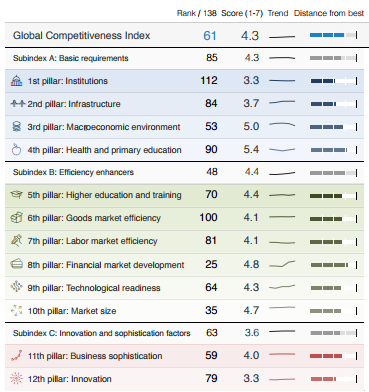 Rank / 138 Score (1-7) Trend Distance from best
Global Competitiveness Index 61 4.3
Subindex A: Basic requirements 85 4.3
1st pillar: Institutions 112 3.3
2nd pillar: Infrastructure 84 3.7
3rd pillar: Macroeconomic environment 53 5.0
4th pillar: Health and primary education 90 5.4
Subindex B: Efficiency enhancers 48 4.4
5th pillar: Higher education and training 70 4.4
6th pillar: Goods market efficiency 100 4.1
7th pillar: Labor market efficiency 81 4.1
8th pillar: Financial market development 25 4.8
9th pillar: Technological readiness 64 4.3
10th pillar: Market size 35 4.7
Subindex C: Innovation and sophistication factors 63 3.6
11th pillar: Business sophistication 59 4.0
12th pillar: Innovation 79 3.3